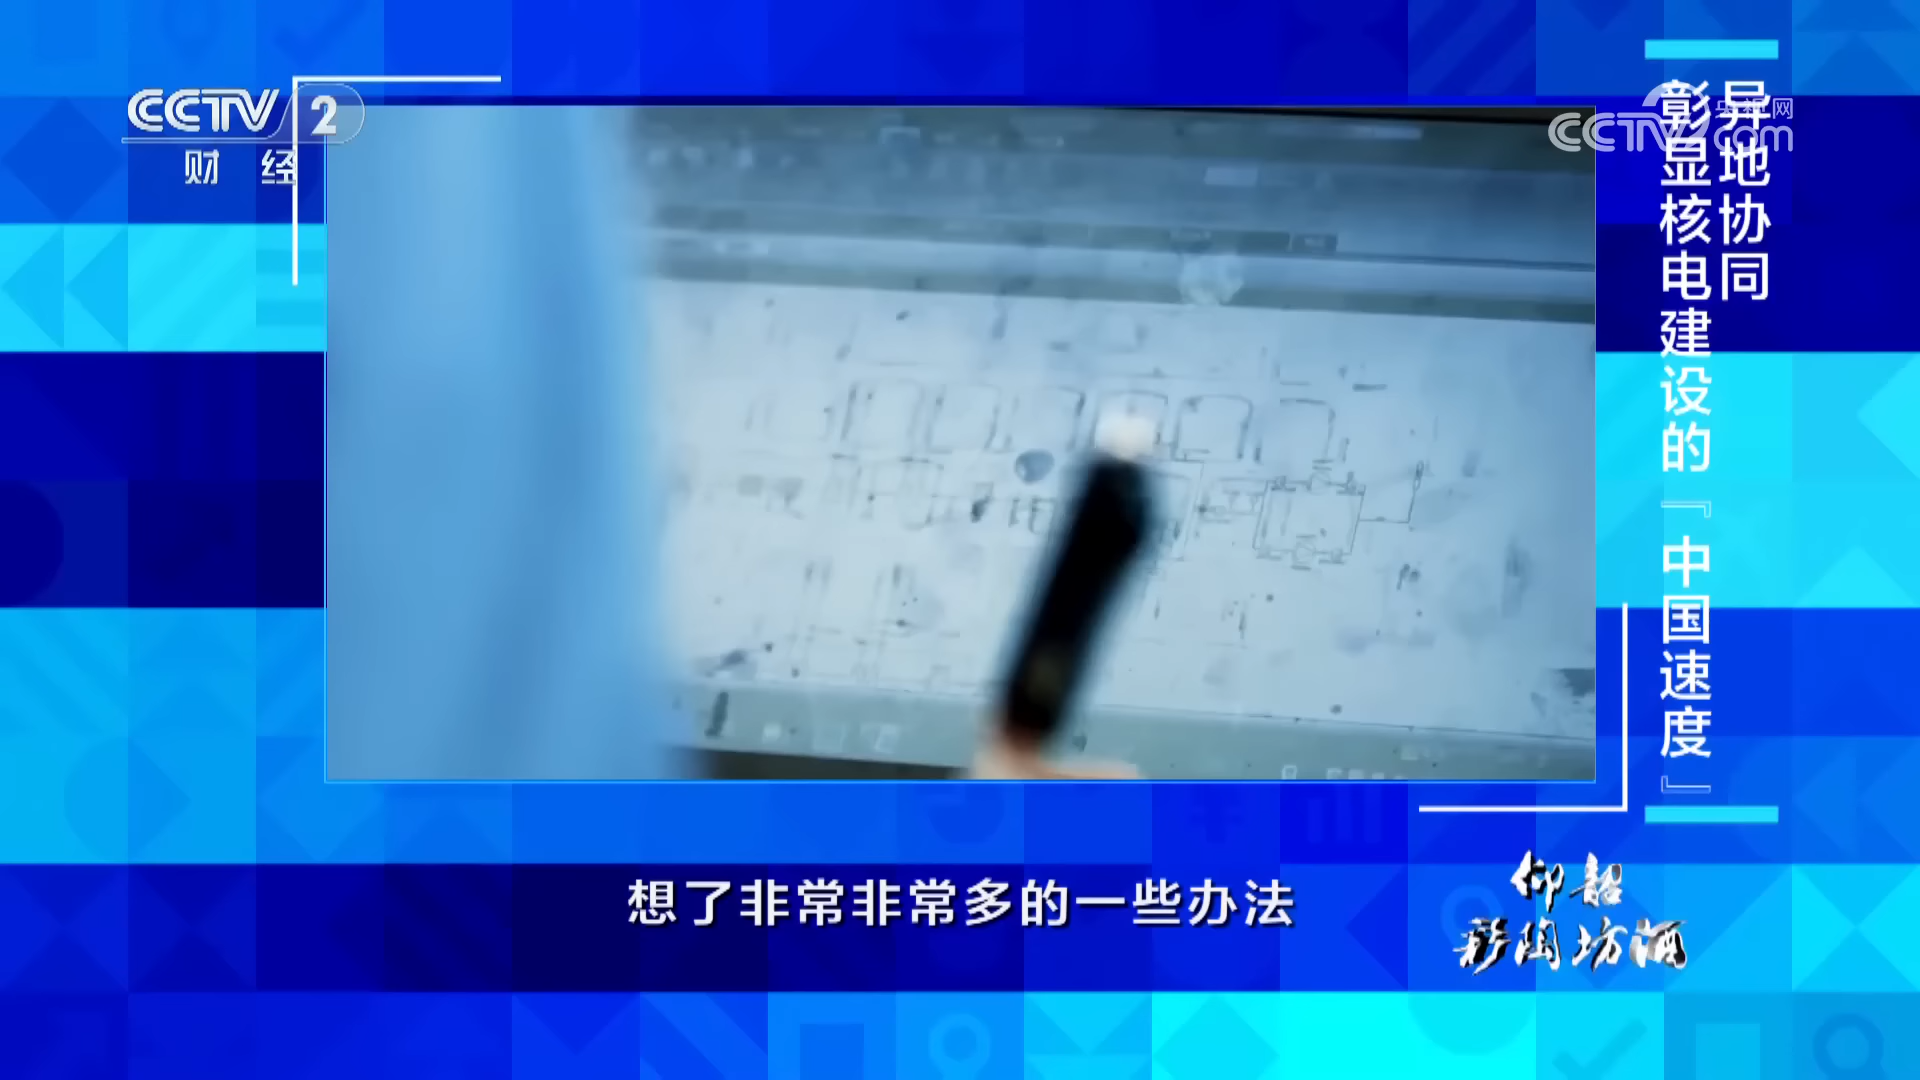 CCTV 2
财 经
央视网
CCTV.com
异地协同
彰显核电建设的『中国速度』
想了非常非常多的一些办法
仰韶
彩陶坊酒